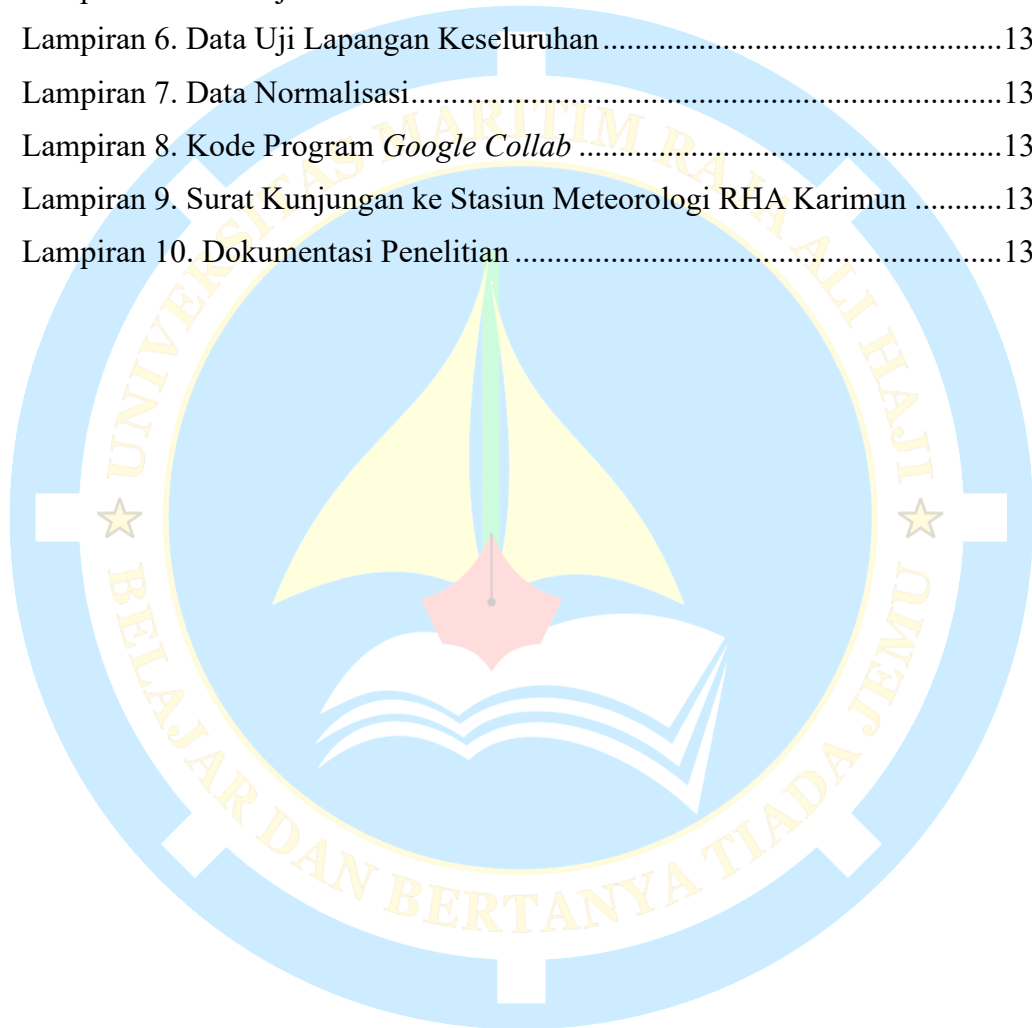 Lampiran 6. Data Uji Lapangan Keseluruhan................................................13
Lampiran 7. Data Normalisasi.......................................................................13
Lampiran 8. Kode Program Google Collab ...................................................13
Lampiran 9. Surat Kunjungan ke Stasiun Meteorologi RHA Karimun ...........13
Lampiran 10. Dokumentasi Penelitian ...........................................................13
UNIVERSITAS MARITIM RAJA ALI HAJI
BELAJAR DAN BERTANYA TIADA JEMU